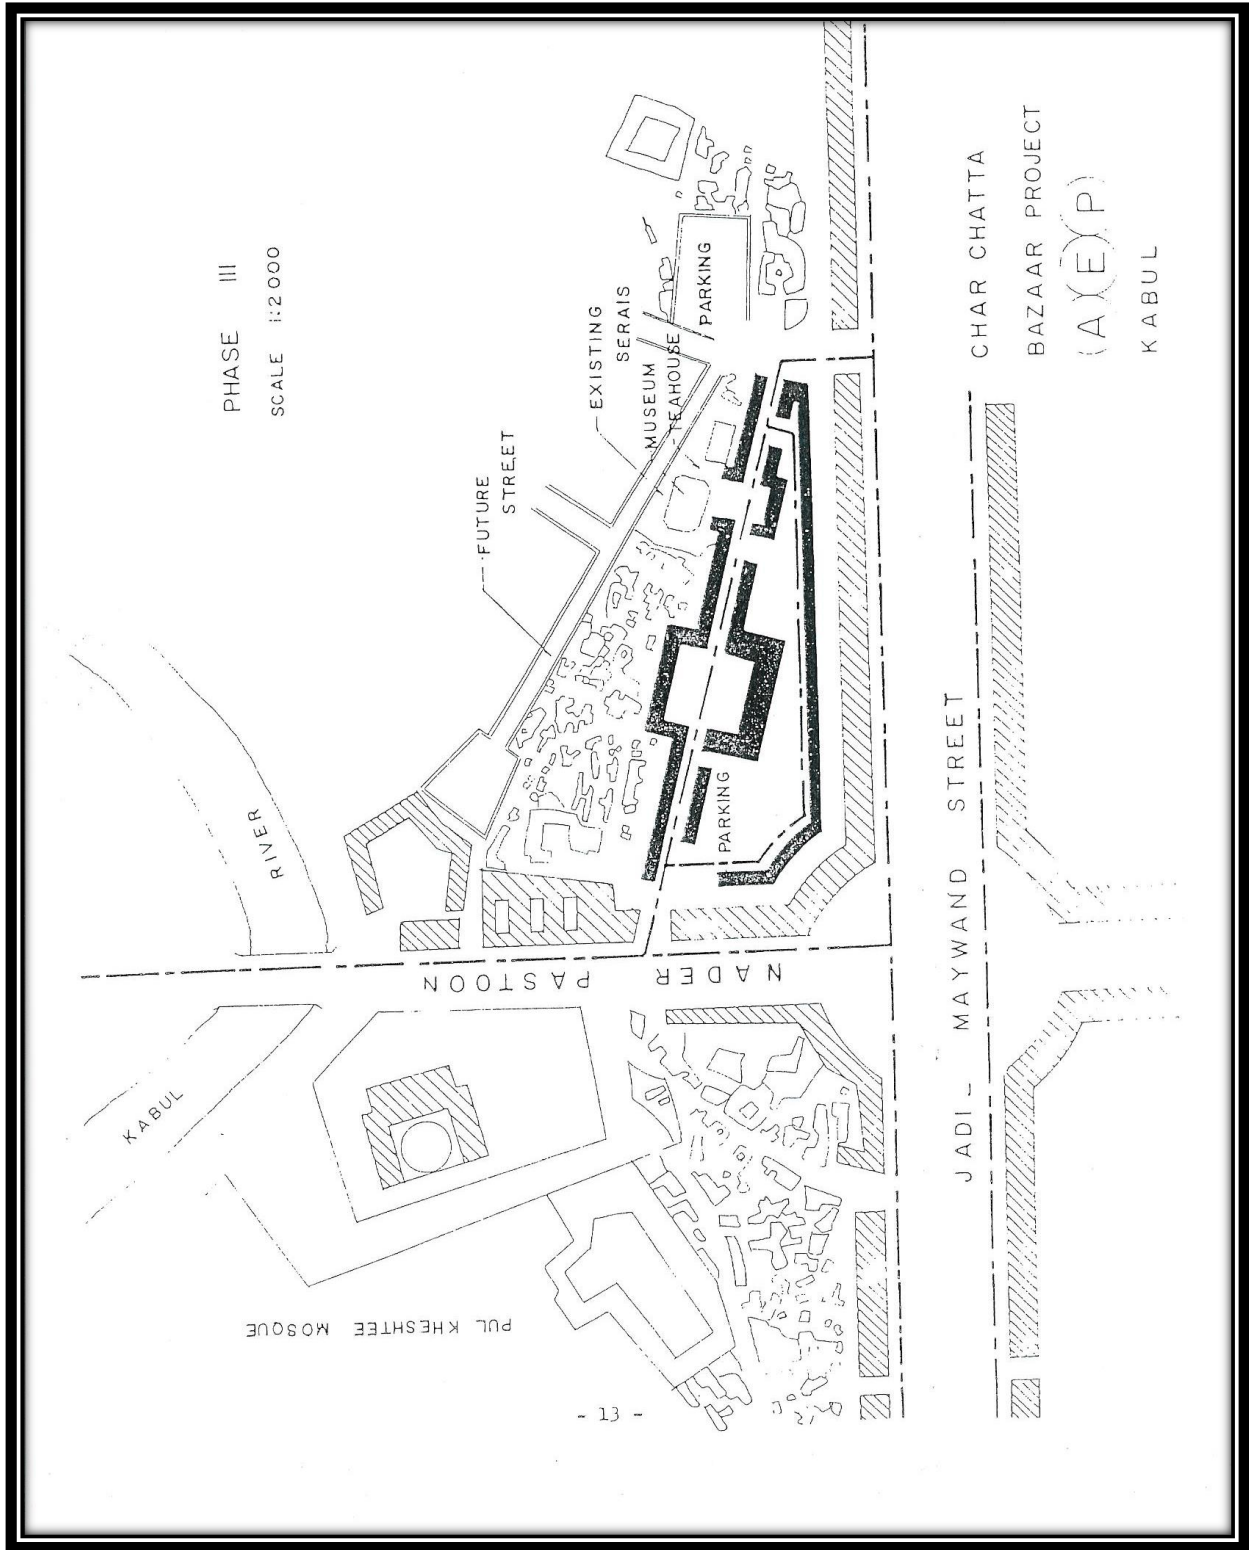 PHASE III
SCALE 1:2000
FUTURE
STREET
EXISTING
SERAIS
MUSEUM
TEAHOUSE
PARKING
PARKING
RIVER
KABUL
NADER
PASTOON
PUL KHESHTEE MOSQUE
JADI- MAYWAND STREET
CHAR CHATTA
BAZAAR PROJECT
(A)(E)(P)
KABUL
- 13 -